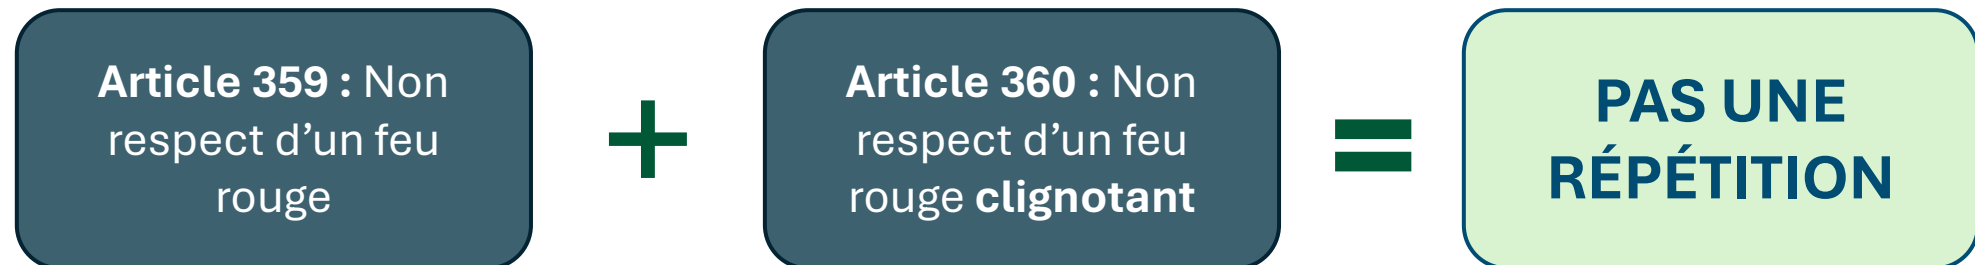 Article 359 : Non
respect d’un feu
rouge
+
Article 360 : Non
respect d’un feu
rouge clignotant
=
PAS UNE
RÉPÉTITION